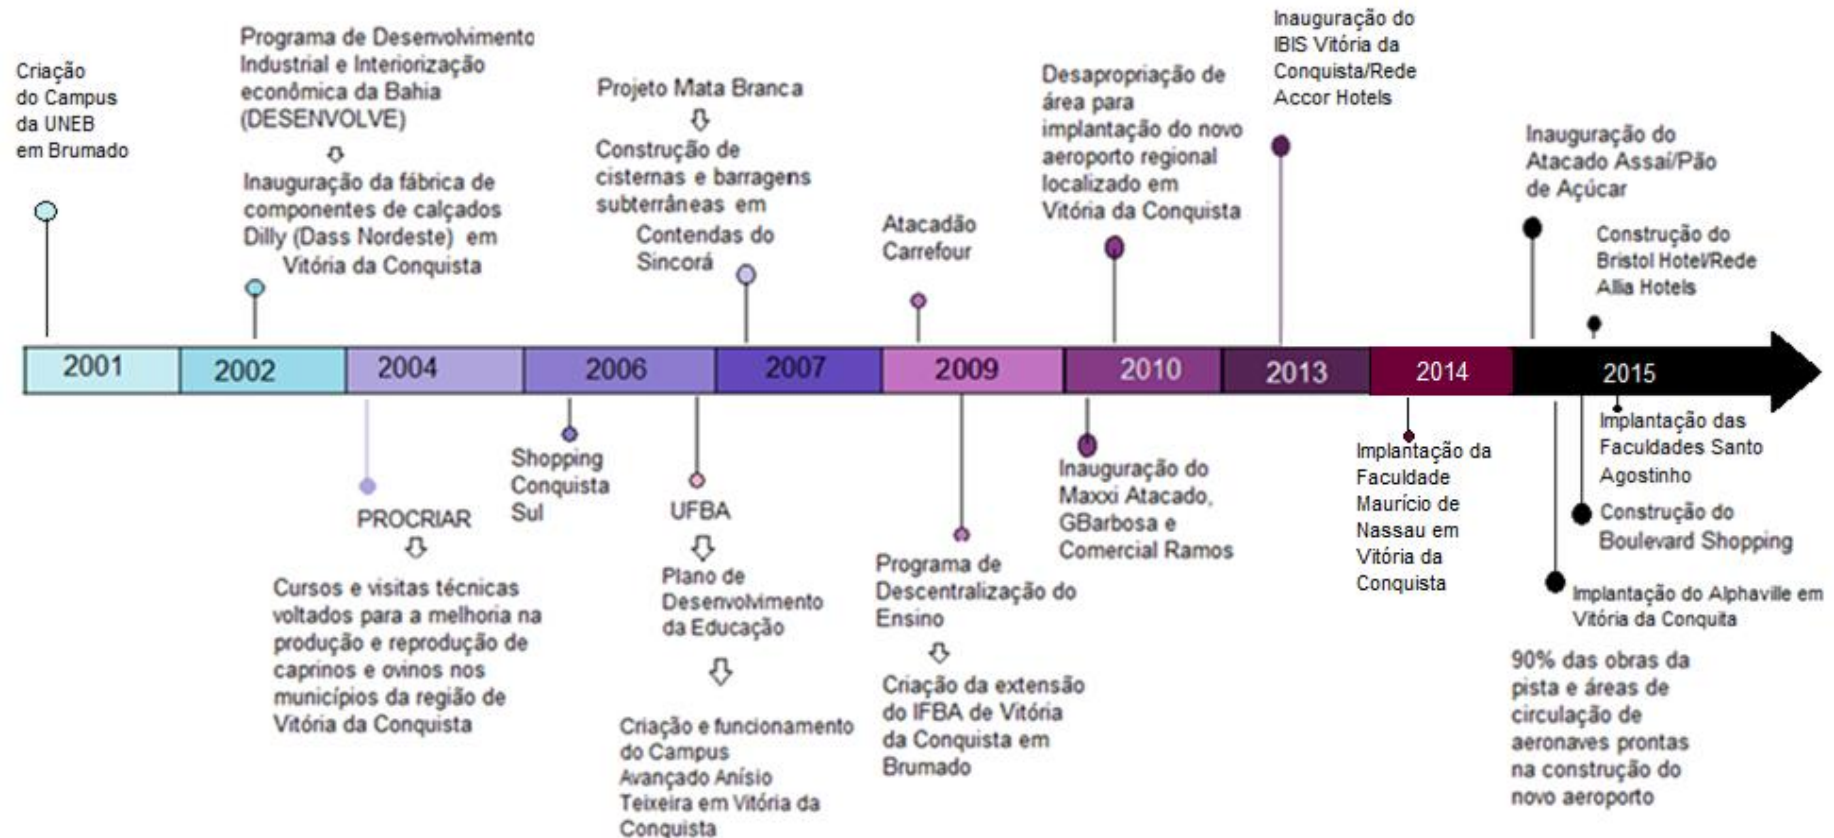 Criação
do Campus
da UNEB
em Brumado
Programa de Desenvolvimento
Industrial e Interiorização
econômica da Bahia
(DESENVOLVE)
Inauguração da fábrica de
componentes de calçados
Dilly (Dass Nordeste) em
Vitória da Conquista
Projeto Mata Branca
Construção de
cisternas e barragens
subterrâneas em
Contendas do
Sincorá
Atacadão
Carrefour
Desapropriação de
área para
implantação do novo
aeroporto regional
localizado em
Vitória da Conquista
Inauguração do
IBIS Vitória da
Conquista/Rede
Accor Hotels
Inauguração do
Atacado Assaí/Pão
de Açúcar
Construção do
Bristol Hotel/Rede
Allia Hotels
2001
2002
2004
2006
2007
2009
2010
2013
2014
2015
PROCRIAR
Cursos e visitas técnicas
voltados para a melhoria na
produção e reprodução de
caprinos e ovinos nos
municípios da região de
Vitória da Conquista
Shopping
Conquista
Sul
UFBA
Plano de
Desenvolvimento
da Educação
Criação e funcionamento
do Campus
Avançado Anísio
Teixeira em Vitória da
Conquista
Programa de
Descentralização do
Ensino
Criação da extensão
do IFBA de Vitória
da Conquista em
Brumado
Inauguração do
Maxxi Atacado,
GBarbosa e
Comercial Ramos
Implantação da
Faculdade
Maurício de
Nassau em
Vitória da
Conquista
Implantação das
Faculdades Santo
Agostinho
Construção do
Boulevard Shopping
Implantação do Alphaville em
Vitória da Conquita
90% das obras da
pista e áreas de
circulação de
aeronaves prontas
na construção do
novo aeroporto